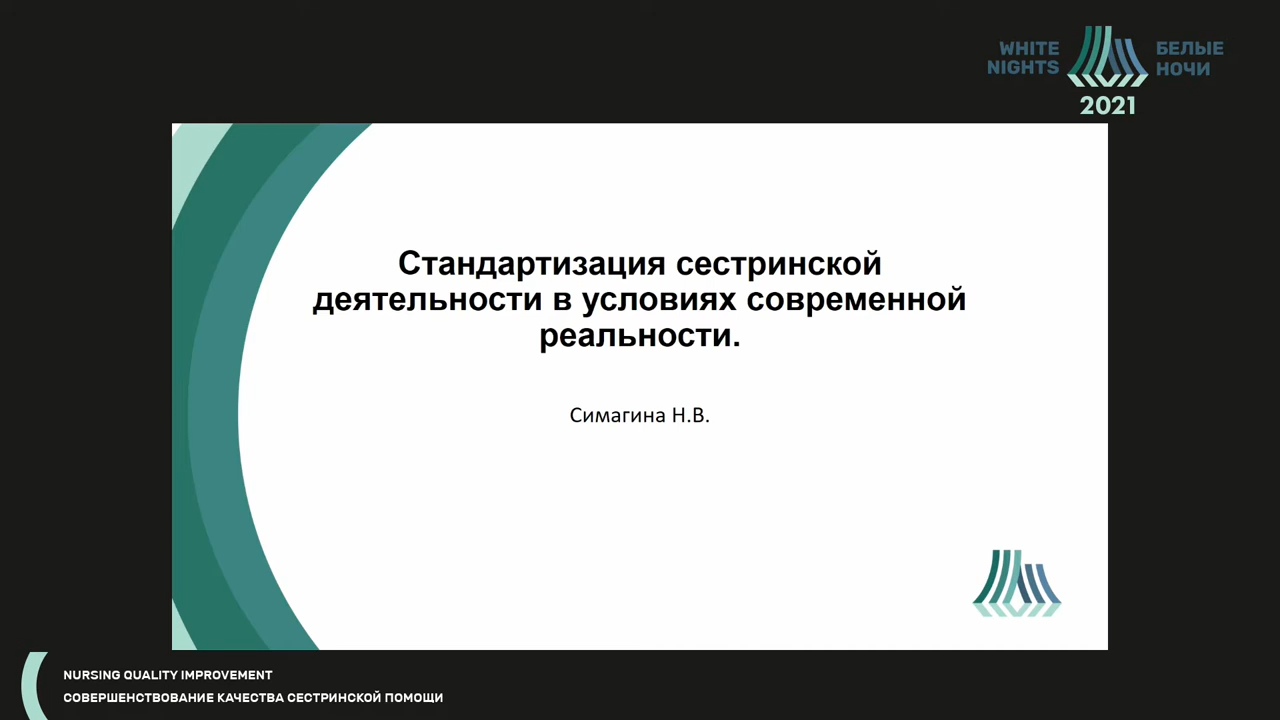 WHITE
NIGHTS
БЕЛЫЕ
НОЧИ
2021
Стандартизация сестринской
деятельности в условиях современной
реальности.
Симагина Н.В.
NURSING QUALITY IMPROVEMENT
СОВЕРШЕНСТВОВАНИЕ КАЧЕСТВА СЕСТРИНСКОЙ ПОМОЩИ